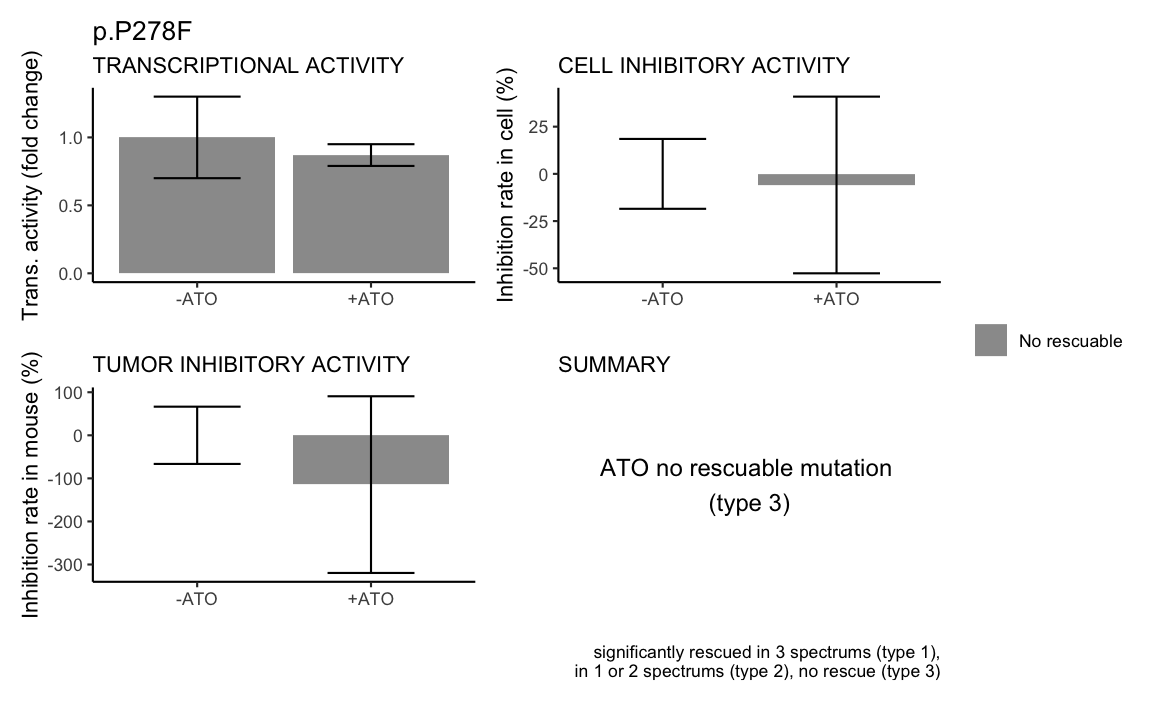 p.P278F
TRANSCRIPTIONAL ACTIVITY
Trans. activity (fold change)
1.0
0.5
0.0
-ATO
+ATO
CELL INHIBITORY ACTIVITY
Inhibition rate in cell (%)
25
0
-25
-50
-ATO
+ATO
No rescuable
TUMOR INHIBITORY ACTIVITY
Inhibition rate in mouse (%)
100
0
-100
-200
-300
-ATO
+ATO
SUMMARY
ATO no rescuable mutation
(type 3)
significantly rescued in 3 spectrums (type 1),
in 1 or 2 spectrums (type 2), no rescue (type 3)